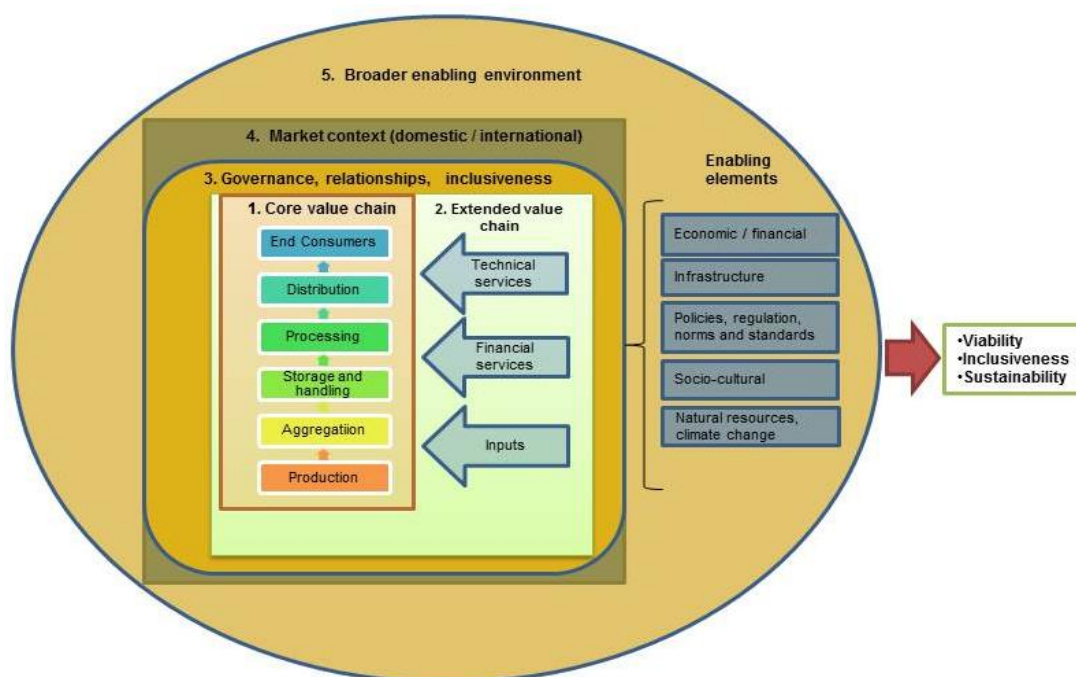 5. Broader enabling environment
4. Market context (domestic / international)
3. Governance, relationships, inclusiveness
1. Core value chain
End Consumers
Distribution
Processing
Storage and
handling
Aggregatiion
Production
2. Extended value
chain
Technical
services
Financial
services
Inputs
Enabling
elements
Economic / financial
Infrastructure
Policies, regulation,
norms and standards
Socio-cultural
Natural resources,
climate change
•Viability
•Inclusiveness
•Sustainability